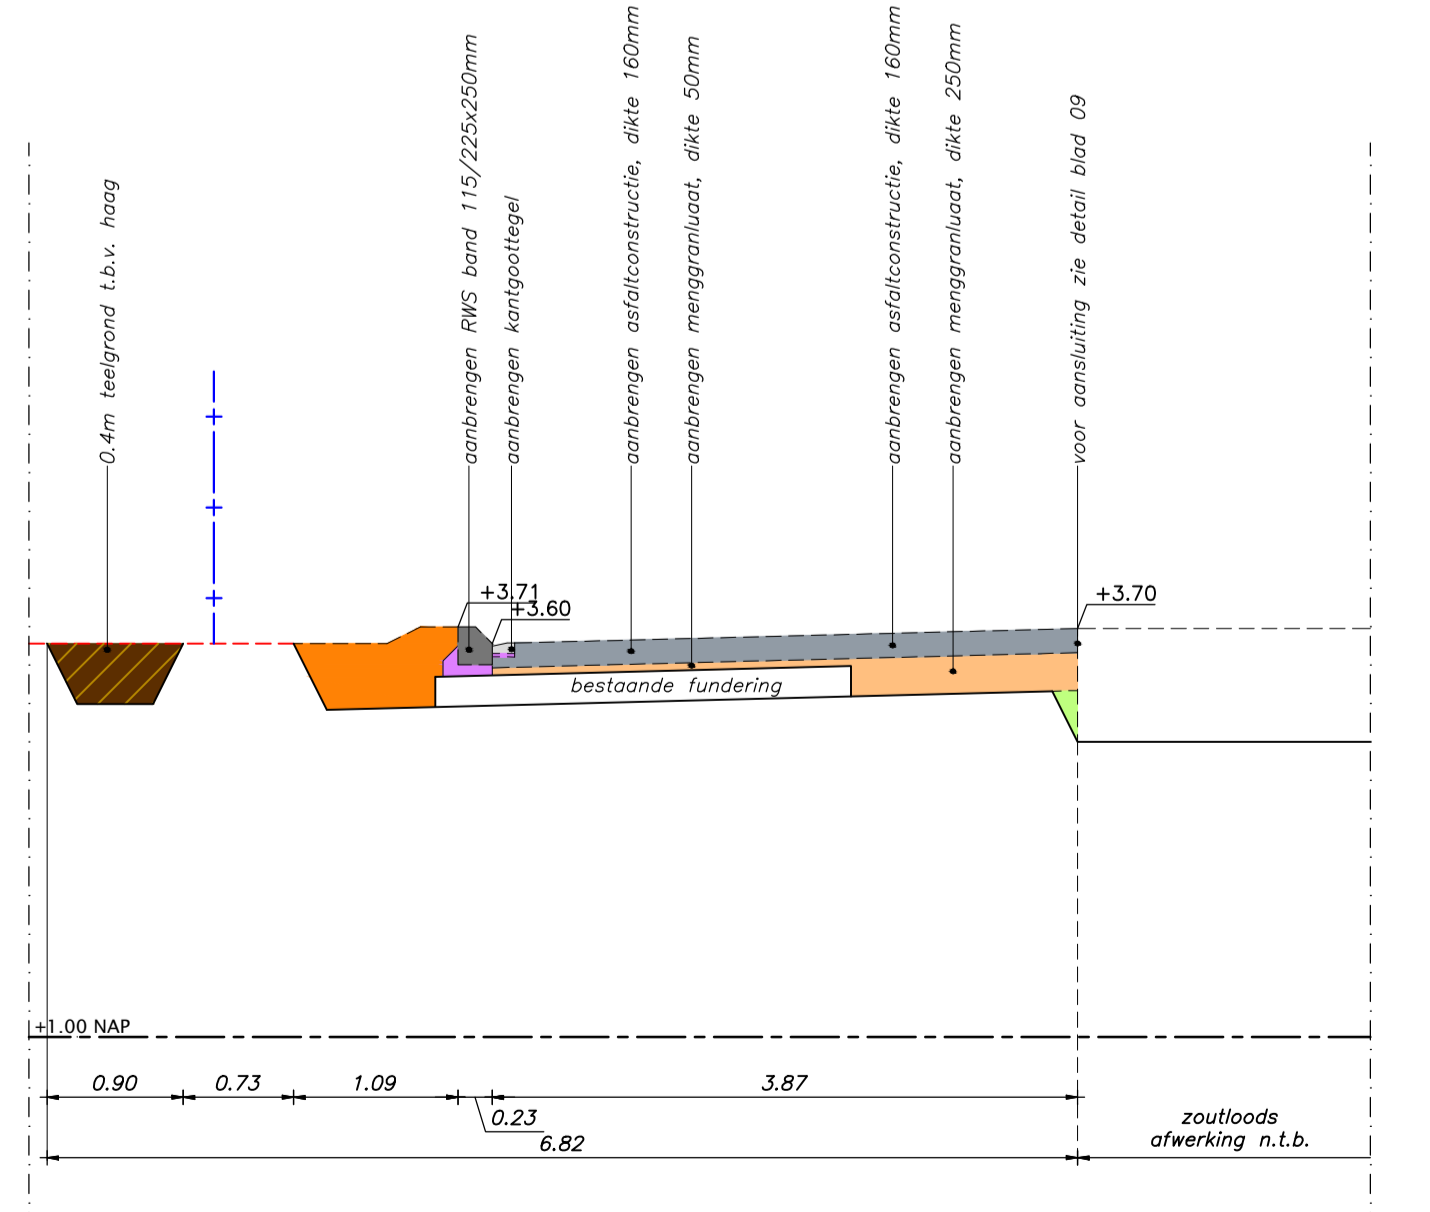 0.4m teelgrond t.b.v. haag
aanbrengen RWS band 115/225x250mm
aanbrengen kantgoottegel
aanbrengen asfaltconstructie, dikte 160mm
aanbrengen menggranluaat, dikte 50mm
aanbrengen asfaltconstructie, dikte 160mm
aanbrengen menggranluaat, dikte 250mm
voor aansluiting zie detail blad 09
+3.71
+3.60
+3.70
bestaande fundering
+1.00 NAP
0.90
0.73
1.09
3.87
0.23
6.82
zoutloods
afwerking n.t.b.